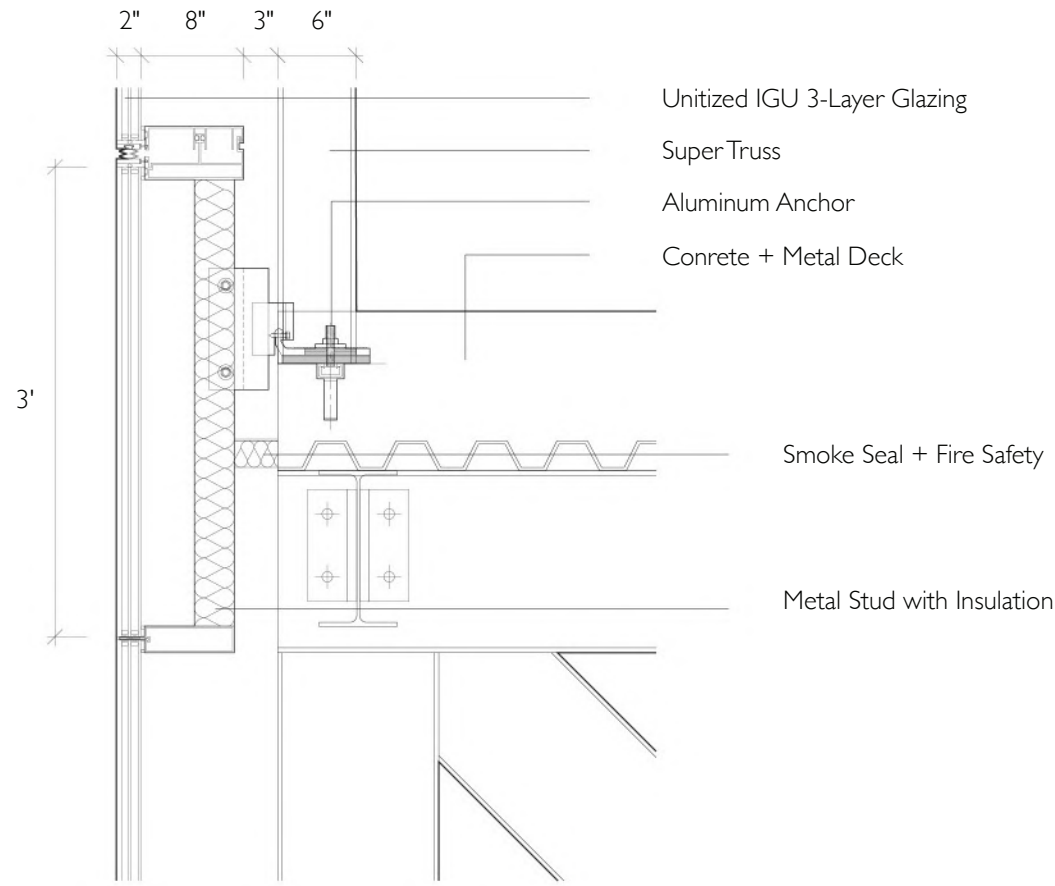 2" 8" 3" 6"
Unitized IGU 3-Layer Glazing
Super Truss
Aluminum Anchor
Conrete + Metal Deck
3'
Smoke Seal + Fire Safety
Metal Stud with Insulation